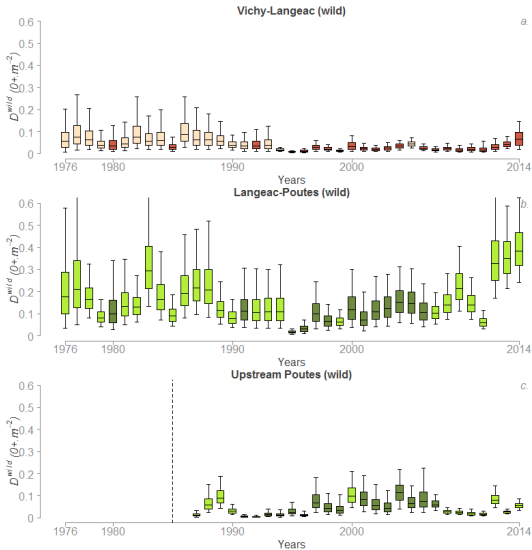 Vichy-Langeac (wild)
a.
D^wild (0+.m^−2)
0.6
0.5
0.4
0.3
0.2
0.1
0
1976 1980 1990 2000 2014
Years
Langeac-Poutes (wild)
b.
D^wild (0+.m^−2)
0.6
0.5
0.4
0.3
0.2
0.1
0
1976 1980 1990 2000 2014
Years
Upstream Poutes (wild)
c.
D^wild (0+.m^−2)
0.6
0.5
0.4
0.3
0.2
0.1
0
1976 1980 1990 2000 2014
Years